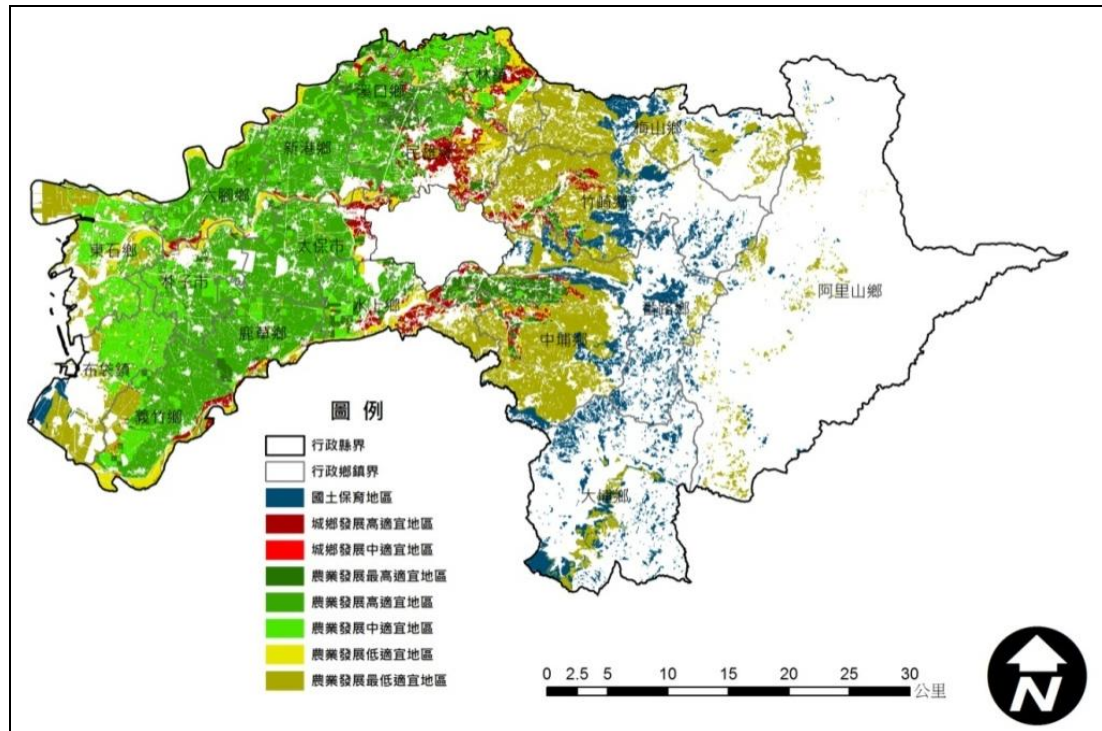 大林鎮
溪口鄉
新港鄉
民雄鄉
梅山鄉
六腳鄉
竹崎鄉
東石鄉
太保市
朴子市
阿里山鄉
水上鄉
番路鄉
鹿草鄉
中埔鄉
布袋鎮
義竹鄉
大埔鄉
圖 例
行政縣界
行政鄉鎮界
國土保育地區
城鄉發展高適宜地區
城鄉發展中適宜地區
農業發展最高適宜地區
農業發展高適宜地區
農業發展中適宜地區
農業發展低適宜地區
農業發展最低適宜地區
0 2.5 5 10 15 20 25 30
公里
N